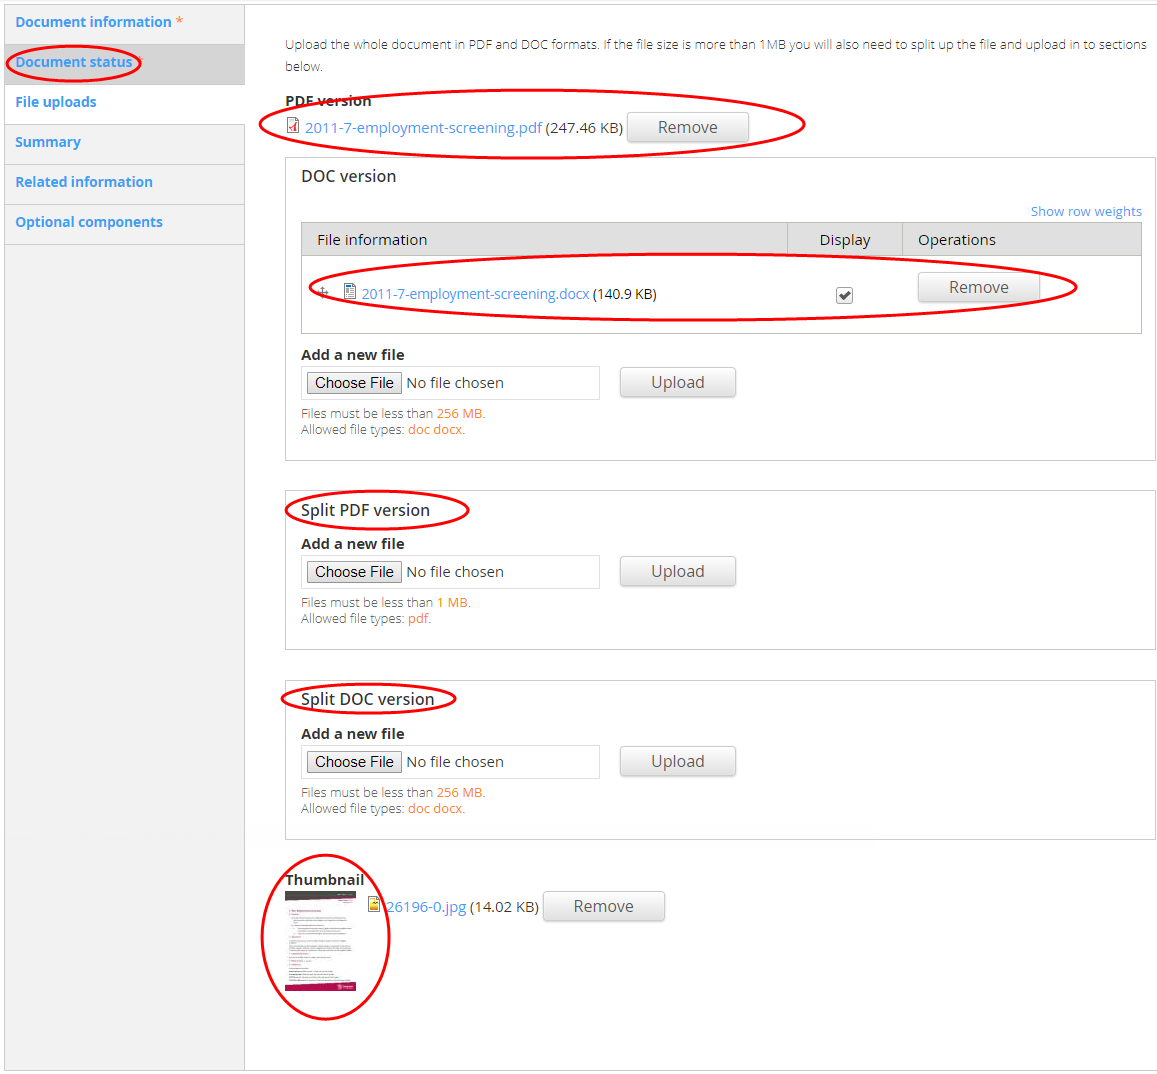 Document information *
Document status *
File uploads
Summary
Related information
Optional components
Upload the whole document in PDF and DOC formats. If the file size is more than 1MB you will also need to split up the file and upload in to sections
below.
PDF version
2011-7-employment-screening.pdf (247.46 KB) Remove
DOC version
Show row weights
File information Display Operations
2011-7-employment-screening.docx (140.9 KB) Remove
Add a new file
Choose File No file chosen Upload
Files must be less than 256 MB.
Allowed file types: doc docx.
Split PDF version
Add a new file
Choose File No file chosen Upload
Files must be less than 1 MB.
Allowed file types: pdf.
Split DOC version
Add a new file
Choose File No file chosen Upload
Files must be less than 256 MB.
Allowed file types: doc docx.
Thumbnail
26196-0.jpg (14.02 KB) Remove